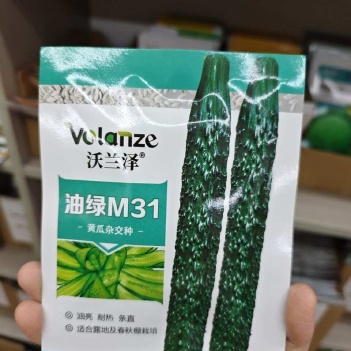 Volanze
沃兰泽®
油绿M31
- 黄瓜杂交种 -
油亮 耐热 条直
适合露地及春秋棚栽培